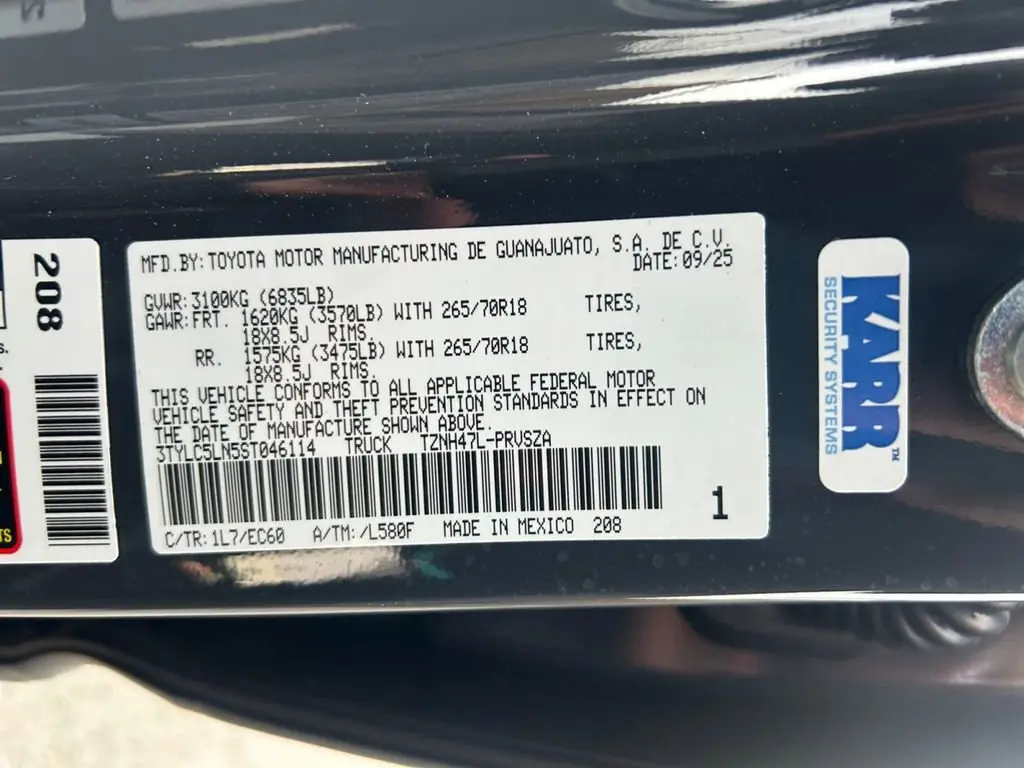 208
S.
TS
MFD.BY:TOYOTA MOTOR MANUFACTURING DE GUANAJUATO, S.A. DE C.V.
DATE:09/25
GVWR:3100KG (6835LB)
GAWR:FRT. 1620KG (3570LB) WITH 265/70R18 TIRES,
18X8.5J RIMS.
RR. 1575KG (3475LB) WITH 265/70R18 TIRES,
18X8.5J RIMS.
THIS VEHICLE CONFORMS TO ALL APPLICABLE FEDERAL MOTOR
VEHICLE SAFETY AND THEFT PREVENTION STANDARDS IN EFFECT ON
THE DATE OF MANUFACTURE SHOWN ABOVE.
3TYLC5LN5ST046114 TRUCK TZNH47L-PRVSZA
1
C/TR:1L7/EC60 A/TM:/L580F MADE IN MEXICO 208
KARR™
SECURITY SYSTEMS